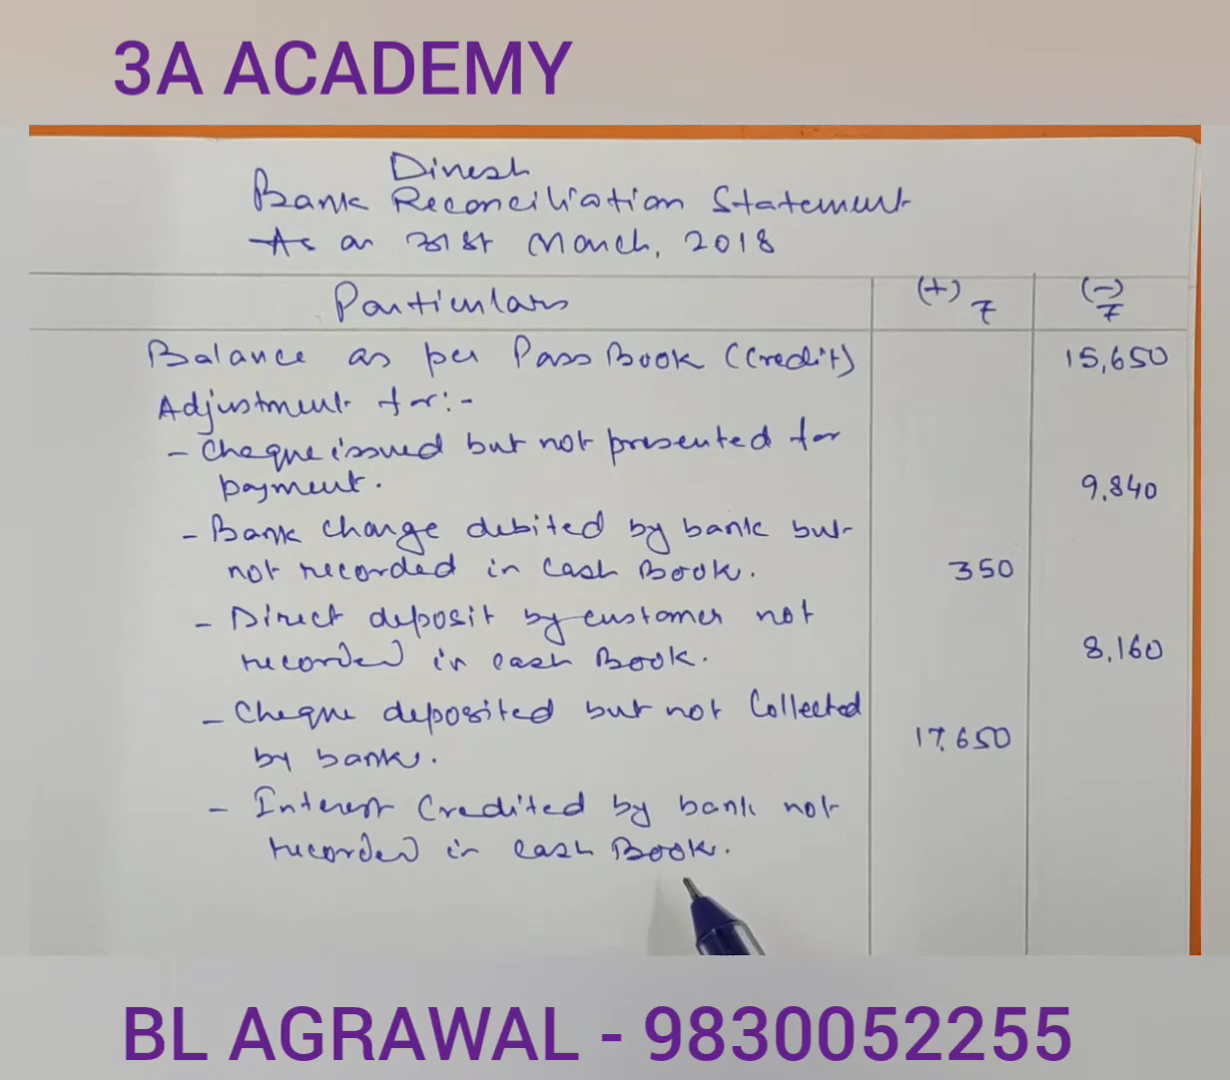 3A ACADEMY
Dinesh
Bank Reconciliation Statement
As on 31st March, 2018
Particulars (+) ₹ (-) ₹
Balance as per Pass Book (Credit) 15,650
Adjustment for:-
- Cheque issued but not presented for
payment. 9,840
- Bank charge debited by bank but
not recorded in Cash Book. 350
- Direct deposit by customer not
recorded in cash Book. 8,160
- Cheque deposited but not Collected
by bank. 17,650
- Interest Credited by bank not
recorded in cash Book.
BL AGRAWAL - 9830052255